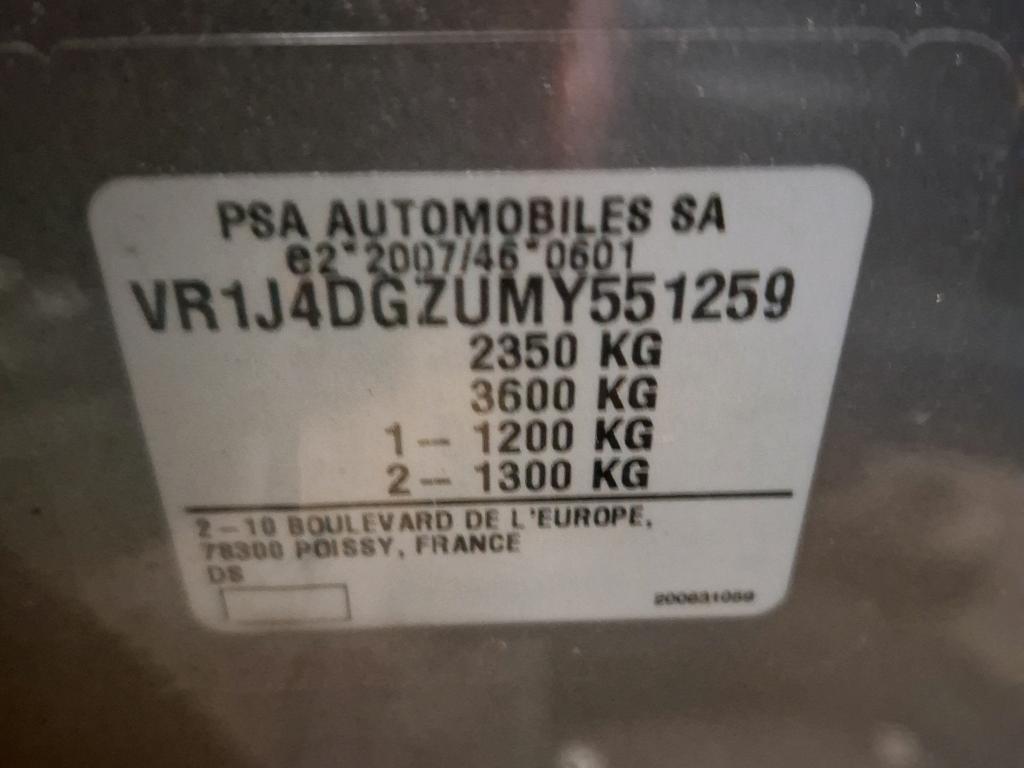 PSA AUTOMOBILES SA
e2*2007/46*0601
VR1J4DGZUMY551259
2350 KG
3600 KG
1-- 1200 KG
2-- 1300 KG
2-10 BOULEVARD DE L'EUROPE,
78300 POISSY, FRANCE
DS
200631059